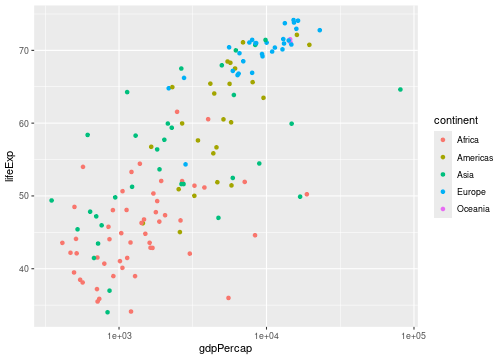 70
60
50
40
lifeExp
1e+03
1e+04
1e+05
gdpPercap
continent
Africa
Americas
Asia
Europe
Oceania